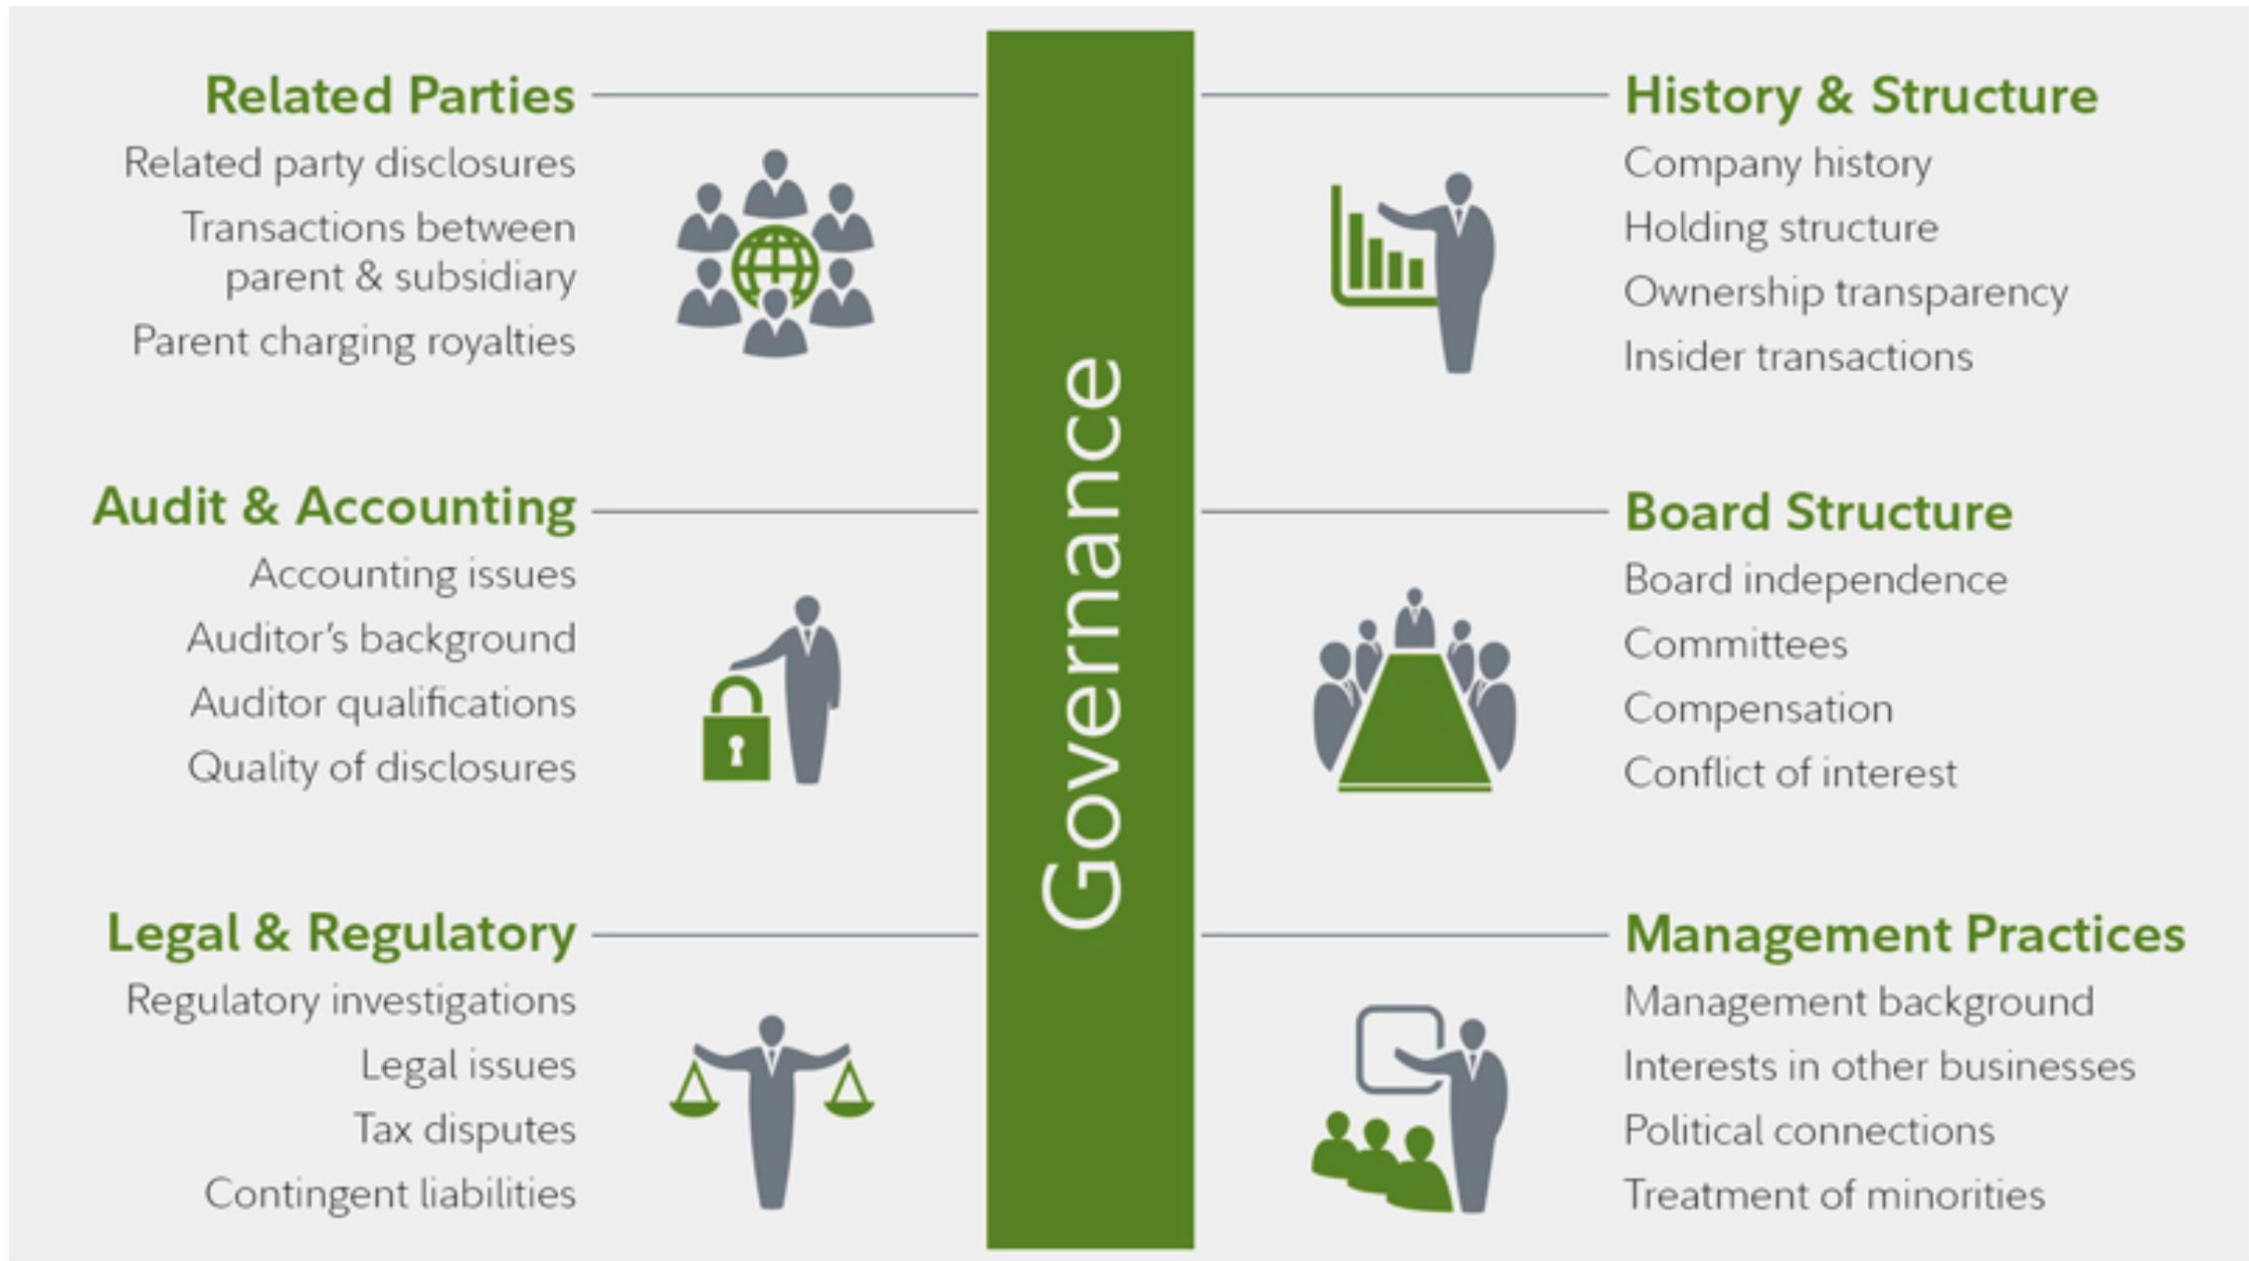 Related Parties
Related party disclosures
Transactions between
parent & subsidiary
Parent charging royalties
Audit & Accounting
Accounting issues
Auditor’s background
Auditor qualifications
Quality of disclosures
Legal & Regulatory
Regulatory investigations
Legal issues
Tax disputes
Contingent liabilities
Governance
History & Structure
Company history
Holding structure
Ownership transparency
Insider transactions
Board Structure
Board independence
Committees
Compensation
Conflict of interest
Management Practices
Management background
Interests in other businesses
Political connections
Treatment of minorities